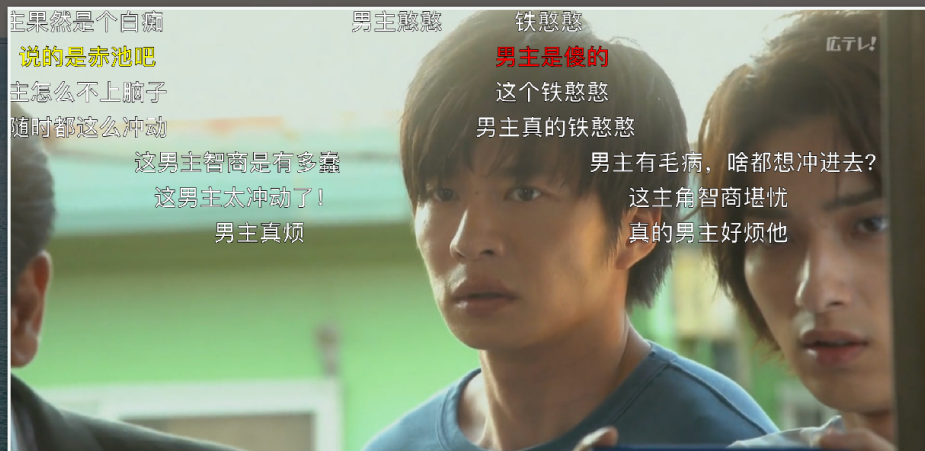 主果然是个白痴
男主憨憨
铁憨憨
広テレ!
说的是赤池吧
男主是傻的
主怎么不上脑子
这个铁憨憨
随时都这么冲动
男主真的铁憨憨
这男主智商是有多蠢
男主有毛病，啥都想冲进去?
这男主太冲动了!
这主角智商堪忧
男主真烦
真的男主好烦他